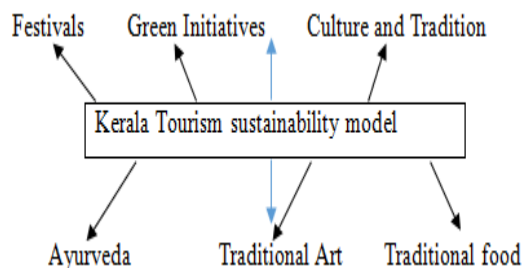 Festivals Green Initiatives Culture and Tradition
Kerala Tourism sustainability model
Ayurveda Traditional Art Traditional food